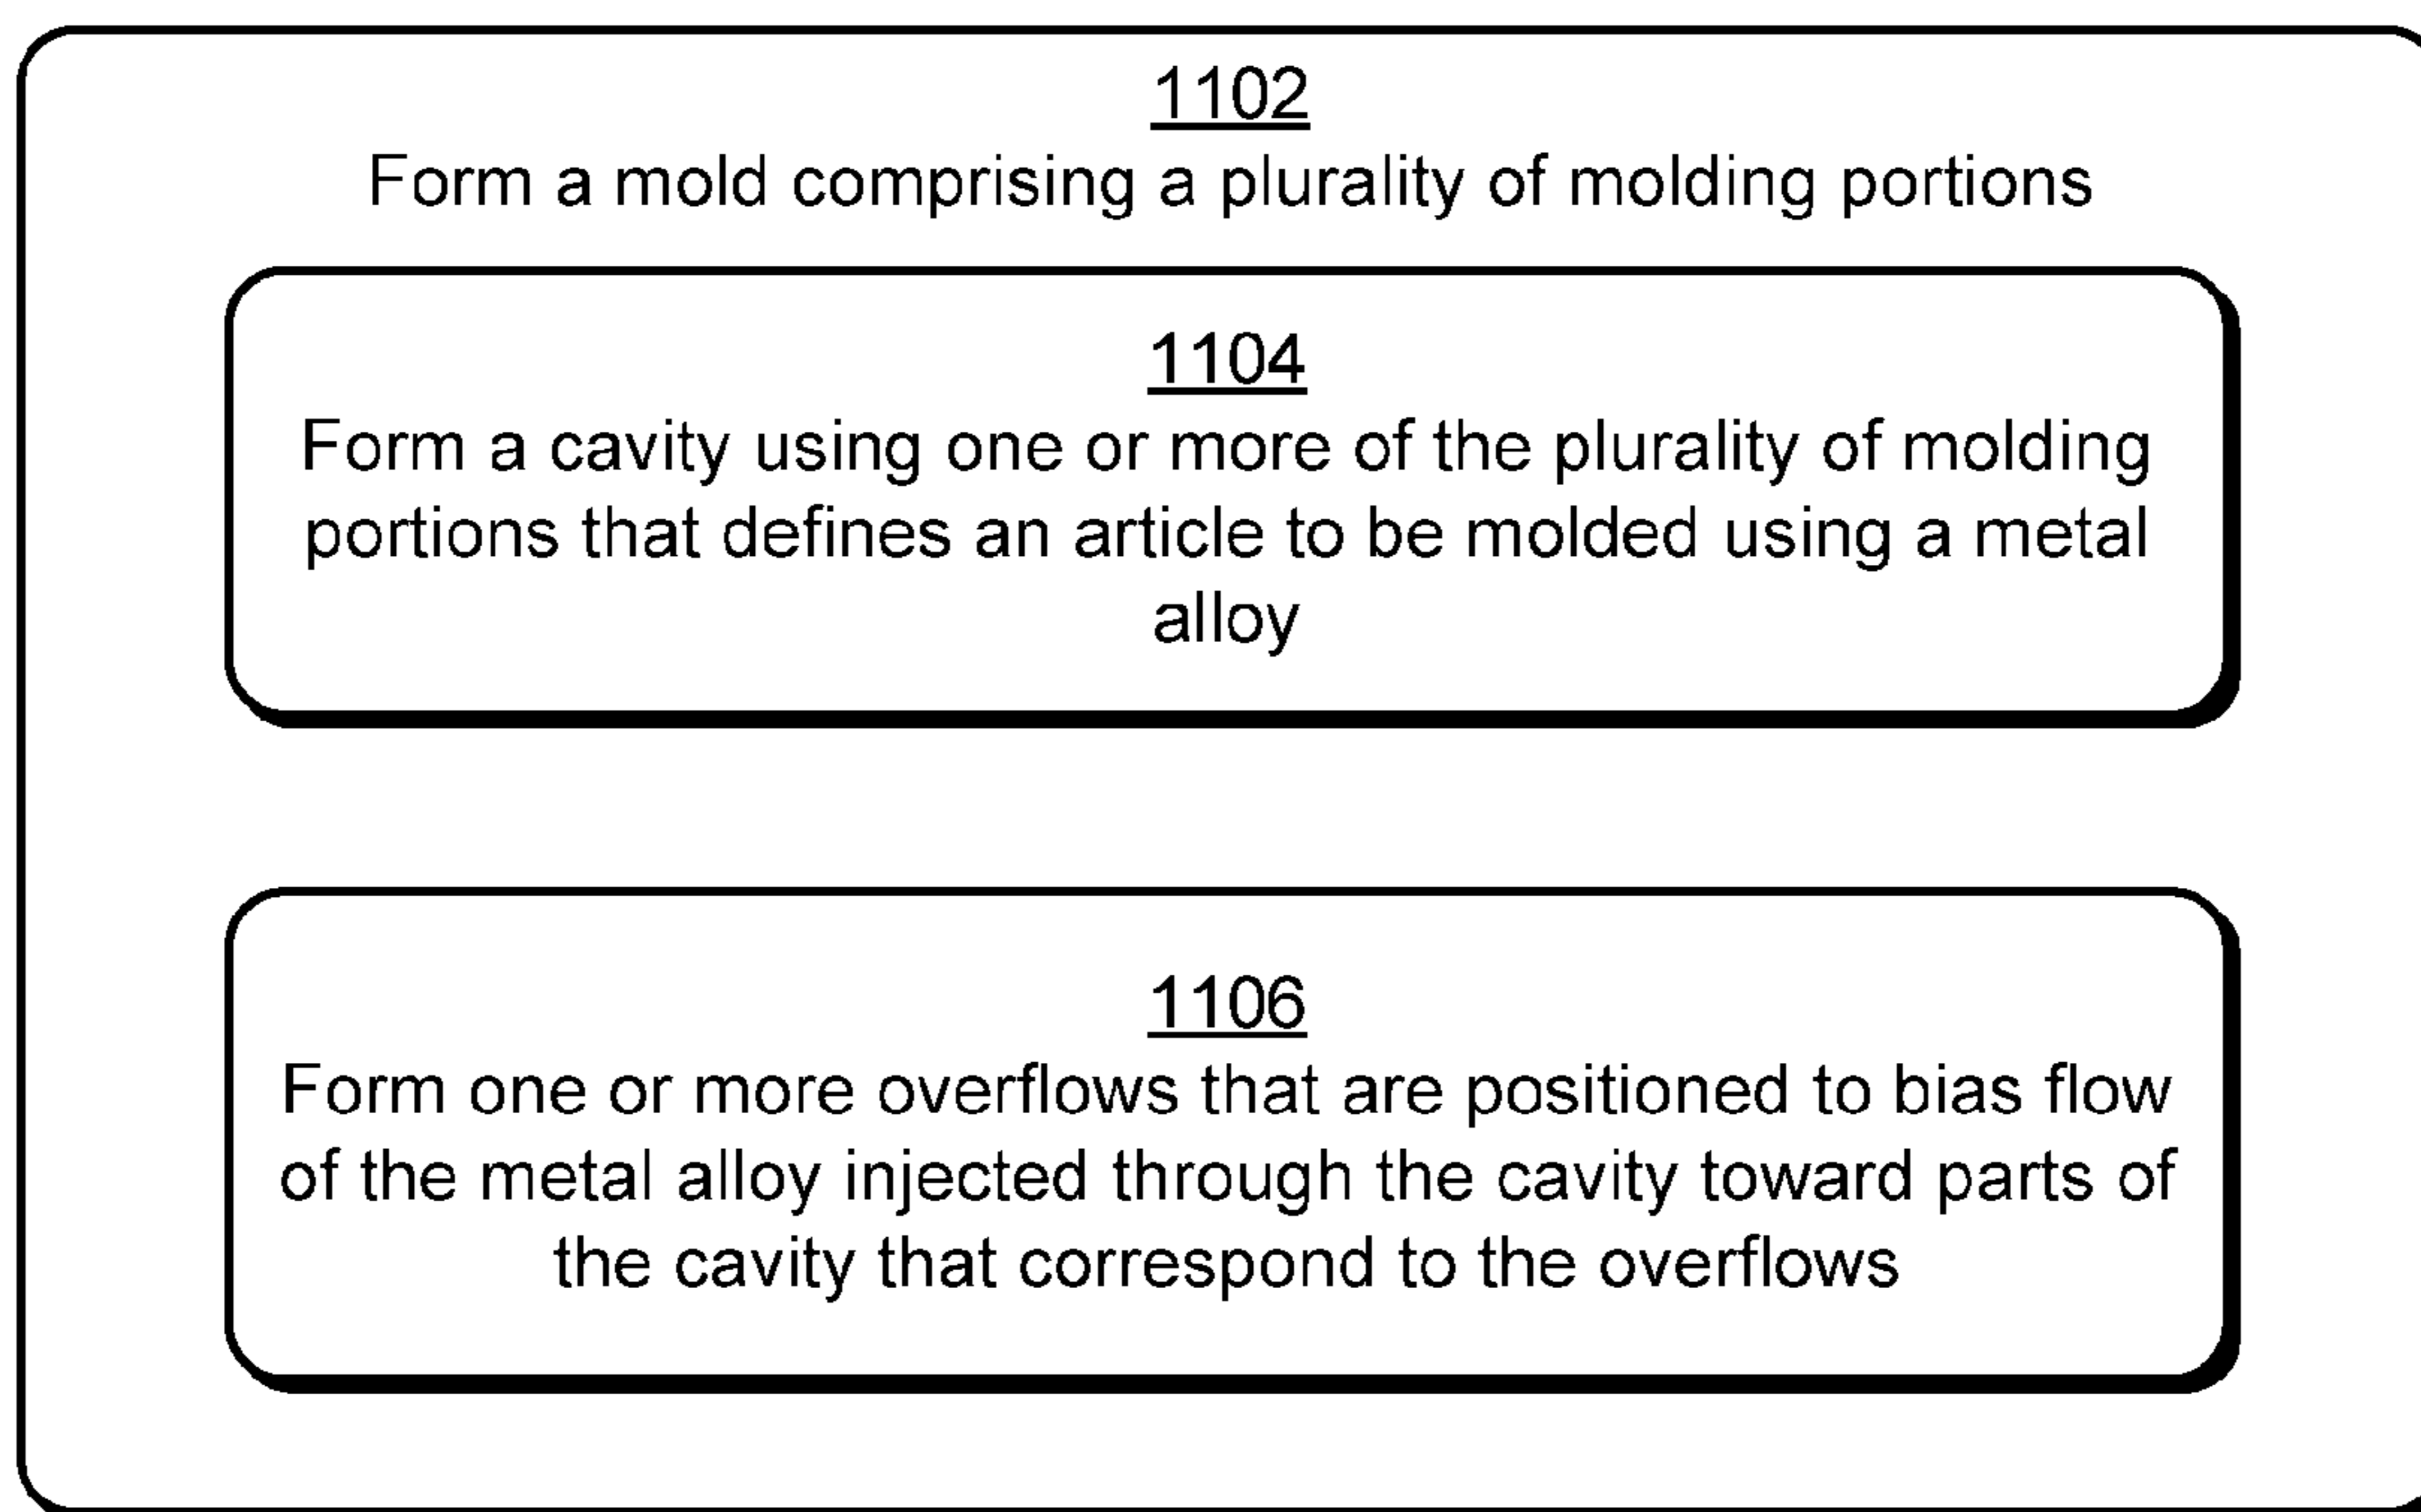 1102
Form a mold comprising a plurality of molding portions
1104
Form a cavity using one or more of the plurality of molding
portions that defines an article to be molded using a metal
alloy
1106
Form one or more overflows that are positioned to bias flow
of the metal alloy injected through the cavity toward parts of
the cavity that correspond to the overflows